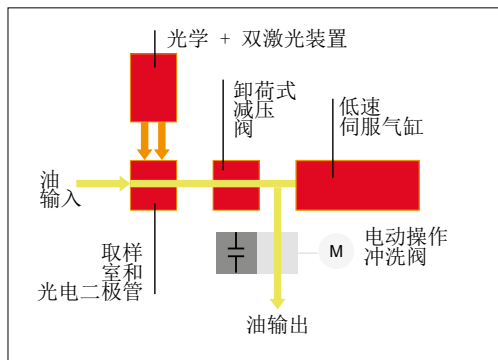 光学 + 双激光装置
卸荷式
减压
阀
低速
伺服气缸
油
输入
取样
室和
光电二极管
M
电动操作
冲洗阀
油输出